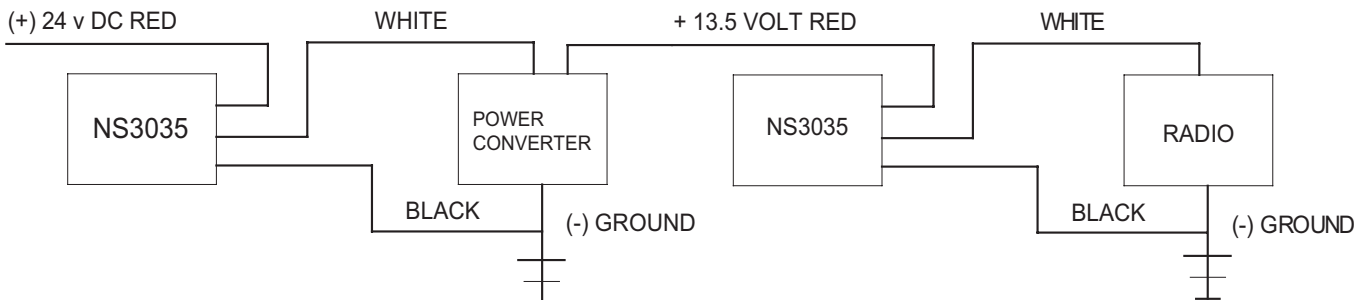 (+) 24 v DC RED
WHITE
+ 13.5 VOLT RED
WHITE
NS3035
POWER
CONVERTER
NS3035
RADIO
BLACK
(-) GROUND
BLACK
(-) GROUND